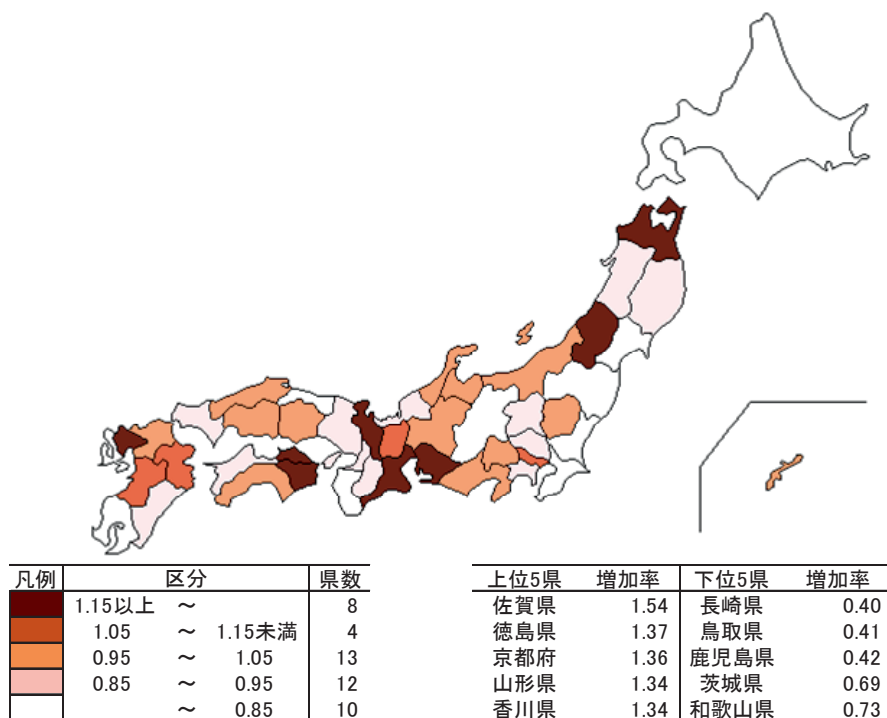 凡例 区分 県数
1.15以上 ～ 8
1.05 ～ 1.15未満 4
0.95 ～ 1.05 13
0.85 ～ 0.95 12
～ 0.85 10
上位5県 増加率 下位5県 増加率
佐賀県 1.54 長崎県 0.40
徳島県 1.37 鳥取県 0.41
京都府 1.36 鹿児島県 0.42
山形県 1.34 茨城県 0.69
香川県 1.34 和歌山県 0.73